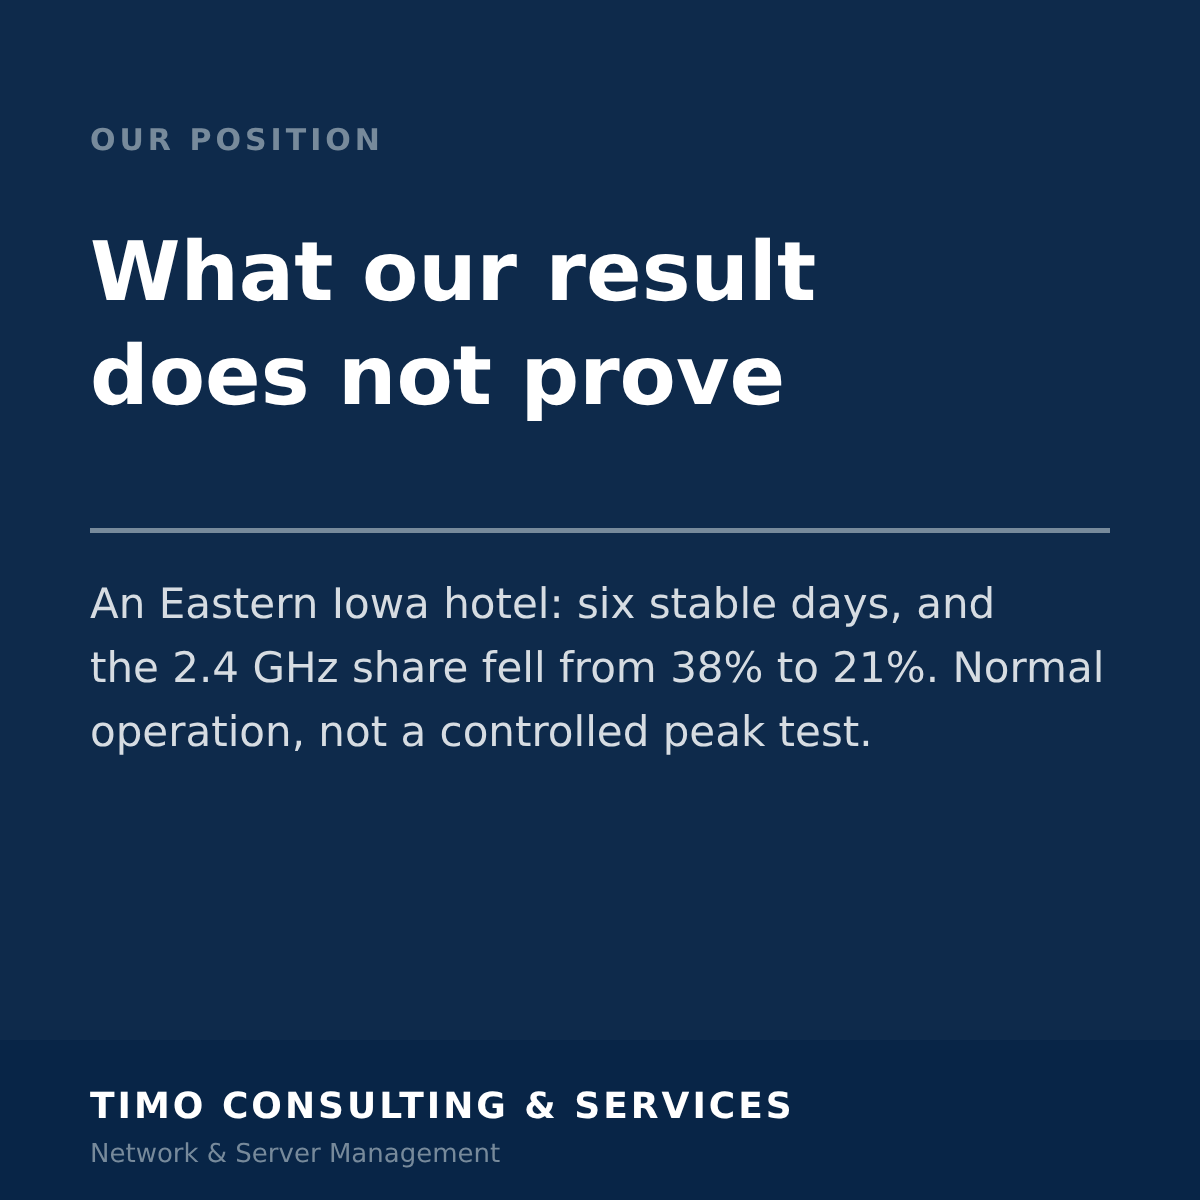 OUR POSITION
What our result
does not prove
An Eastern Iowa hotel: six stable days, and
the 2.4 GHz share fell from 38% to 21%. Normal
operation, not a controlled peak test.
TIMO CONSULTING & SERVICES
Network & Server Management